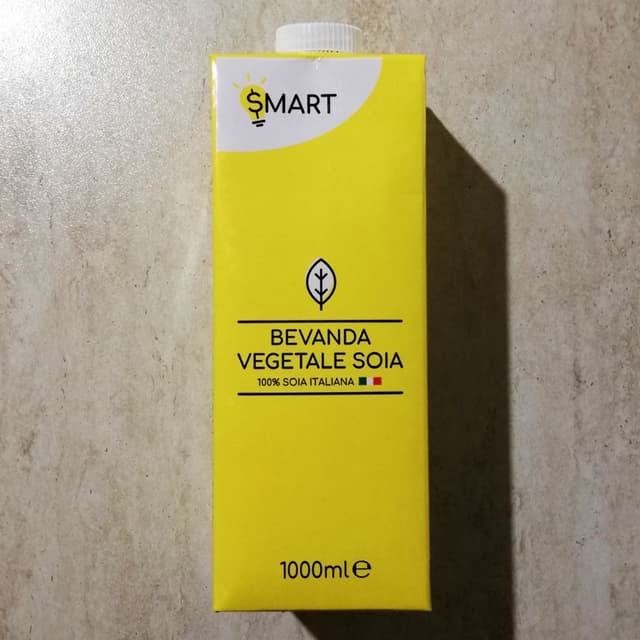 SMART
BEVANDA
VEGETALE SOIA
100% SOIA ITALIANA
1000ml e